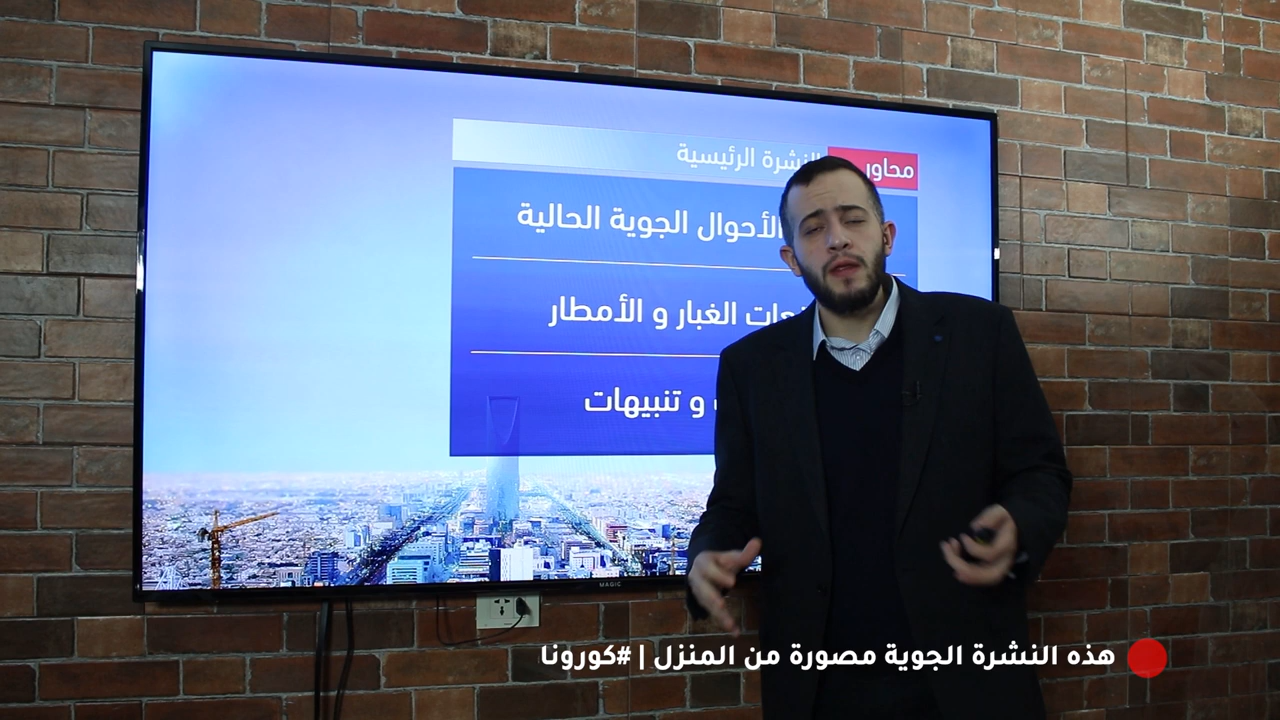 محاور
النشرة الرئيسية
الأحوال الجوية الحالية
الغبار و الأمطار
و تنبيهات
MAGIC
هذه النشرة الجوية مصورة من المنزل | #كورونا